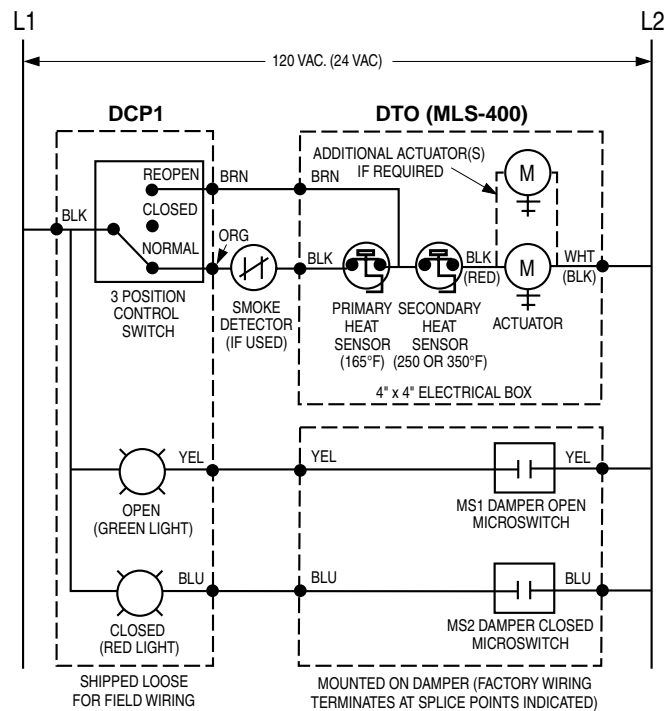 L1
L2
120 VAC. (24 VAC)
DCP1
DTO (MLS-400)
ADDITIONAL ACTUATOR(S)
IF REQUIRED
M
REOPEN
BRN
BRN
CLOSED
BLK
NORMAL
ORG
BLK
BLK
(RED)
M
WHT
(BLK)
3 POSITION
CONTROL
SWITCH
SMOKE
DETECTOR
(IF USED)
PRIMARY
HEAT
SENSOR
(165°F)
SECONDARY
HEAT
SENSOR
(250 OR 350°F)
ACTUATOR
4" x 4" ELECTRICAL BOX
YEL
YEL
YEL
OPEN
(GREEN LIGHT)
MS1 DAMPER OPEN
MICROSWITCH
BLU
BLU
BLU
CLOSED
(RED LIGHT)
MS2 DAMPER CLOSED
MICROSWITCH
SHIPPED LOOSE
FOR FIELD WIRING
MOUNTED ON DAMPER (FACTORY WIRING
TERMINATES AT SPLICE POINTS INDICATED)